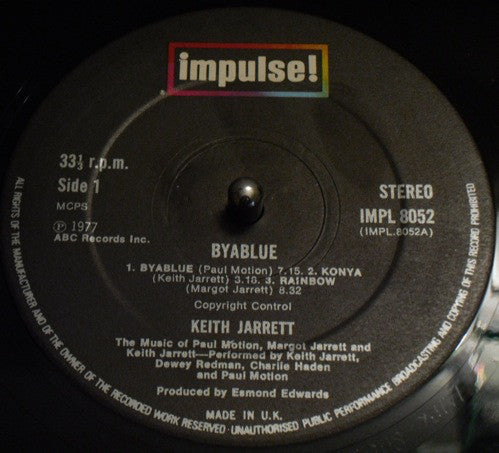 impulse!
33⅓ r.p.m.
Side 1
MCPS
℗ 1977
ABC Records Inc.
STEREO
IMPL 8052
(IMPL.8052A)
BYABLUE
1. BYABLUE (Paul Motion) 7.15. 2. KONYA
(Keith Jarrett) 3.18. 3. RAINBOW
(Margot Jarrett) 8.32
Copyright Control
KEITH JARRETT
The Music of Paul Motion, Margot Jarrett and
Keith Jarrett—Performed by Keith Jarrett,
Dewey Redman, Charlie Haden
and Paul Motion
Produced by Esmond Edwards
MADE IN U.K.
ALL RIGHTS OF THE MANUFACTURER AND OF THE OWNER OF THE RECORDED WORK RESERVED · UNAUTHORISED PUBLIC PERFORMANCE BROADCASTING AND COPYING OF THIS RECORD PROHIBITED